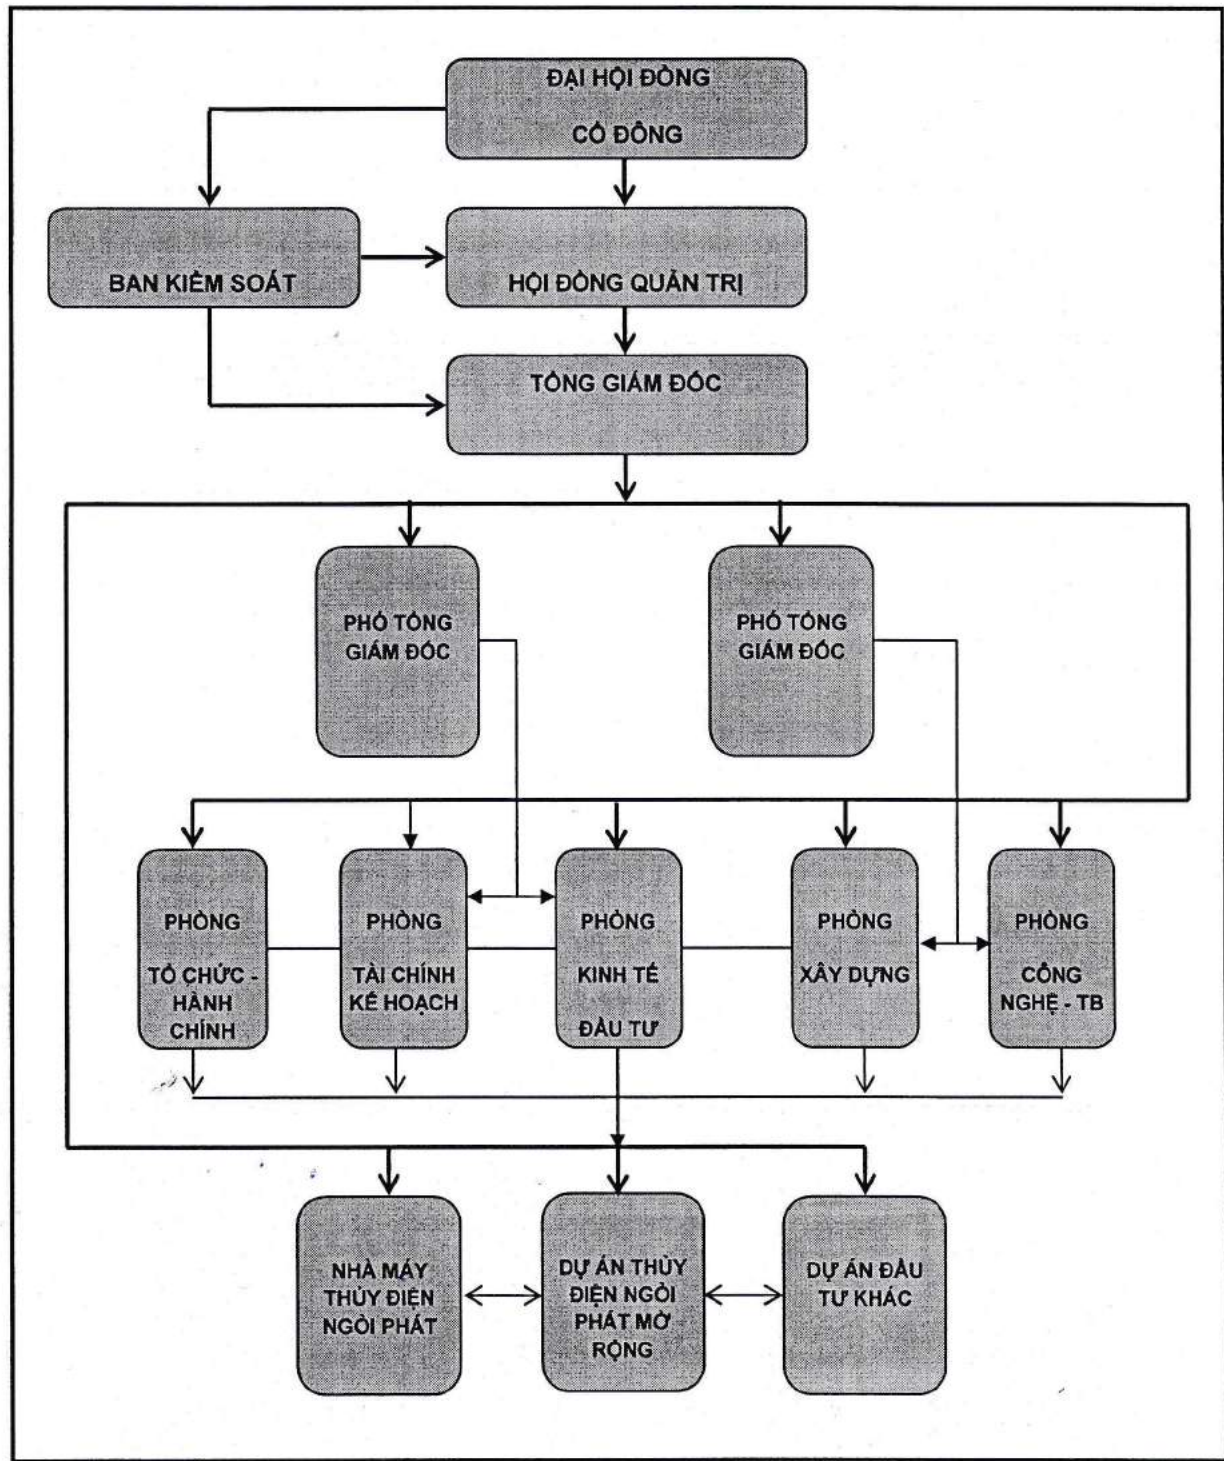 ĐẠI HỘI ĐỒNG
CỔ ĐÔNG
BAN KIỂM SOÁT
HỘI ĐỒNG QUẢN TRỊ
TỔNG GIÁM ĐỐC
PHÓ TỔNG
GIÁM ĐỐC
PHÓ TỔNG
GIÁM ĐỐC
PHÒNG
TỔ CHỨC -
HÀNH
CHÍNH
PHÒNG
TÀI CHÍNH
KẾ HOẠCH
PHÒNG
KINH TẾ
ĐẦU TƯ
PHÒNG
XÂY DỰNG
PHÒNG
CÔNG
NGHỆ - TB
NHÀ MÁY
THỦY ĐIỆN
NGÒI PHÁT
DỰ ÁN THỦY
ĐIỆN NGÒI
PHÁT MỞ
RỘNG
DỰ ÁN ĐẦU
TƯ KHÁC